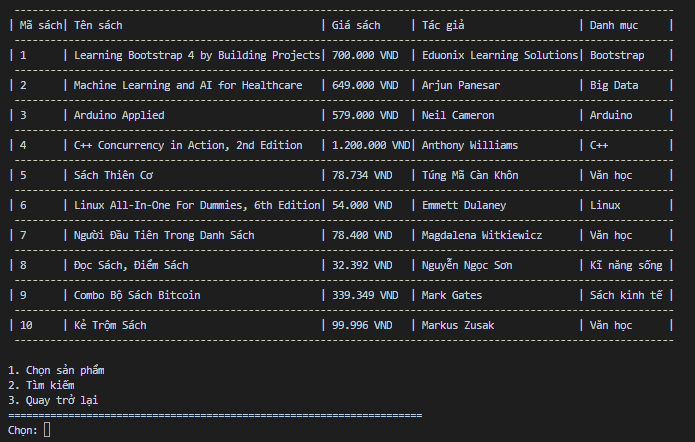 | Mã sách| Tên sách | Giá sách | Tác giả | Danh mục |
| 1 | Learning Bootstrap 4 by Building Projects| 700.000 VND | Eduonix Learning Solutions| Bootstrap |
| 2 | Machine Learning and AI for Healthcare | 649.000 VND | Arjun Panesar | Big Data |
| 3 | Arduino Applied | 579.000 VND | Neil Cameron | Arduino |
| 4 | C++ Concurrency in Action, 2nd Edition | 1.200.000 VND| Anthony Williams | C++ |
| 5 | Sách Thiên Cơ | 78.734 VND | Túng Mã Càn Khôn | Văn học |
| 6 | Linux All-In-One For Dummies, 6th Edition| 54.000 VND | Emmett Dulaney | Linux |
| 7 | Người Đầu Tiên Trong Danh Sách | 78.400 VND | Magdalena Witkiewicz | Văn học |
| 8 | Đọc Sách, Điểm Sách | 32.392 VND | Nguyễn Ngọc Sơn | Kĩ năng sống |
| 9 | Combo Bộ Sách Bitcoin | 339.349 VND | Mark Gates | Sách kinh tế |
| 10 | Kẻ Trộm Sách | 99.996 VND | Markus Zusak | Văn học |
1. Chọn sản phẩm
2. Tìm kiếm
3. Quay trở lại
=====================================================================
Chọn: